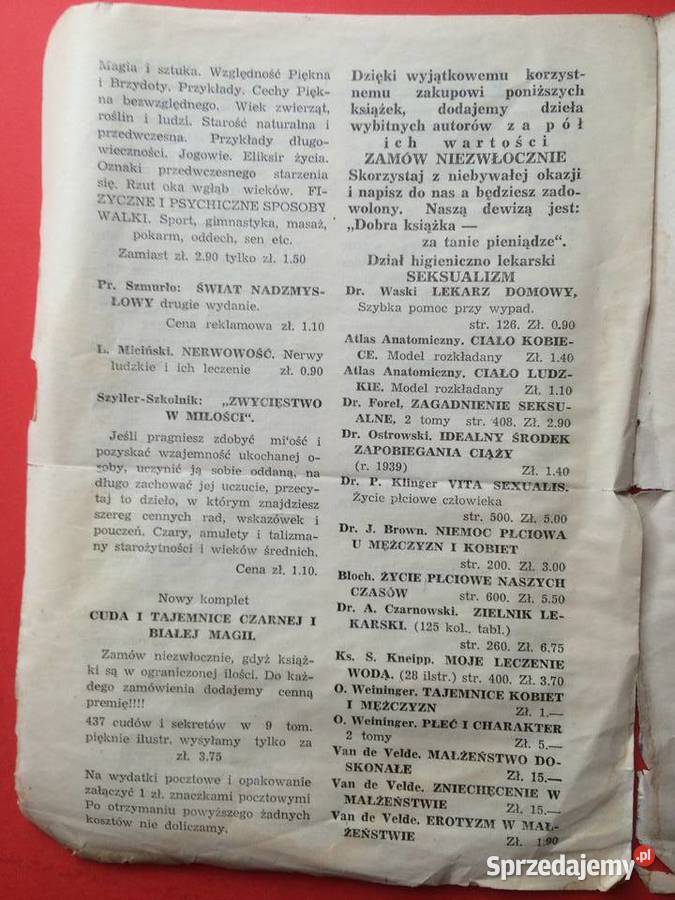 Magia i sztuka. Względność Piękna
i Brzydoty. Przykłady. Cechy Pięk-
na bezwzględnego. Wiek zwierząt,
roślin i ludzi. Starość naturalna i
przedwczesna. Przykłady długo-
wieczności. Jogowie. Eliksir życia.
Oznaki przedwczesnego starzenia
się. Rzut oka wgłąb wieków. FI-
ZYCZNE I PSYCHICZNE SPOSOBY
WALKI. Sport, gimnastyka, masaż,
pokarm, oddech, sen etc.
Zamiast zł. 2.90 tylko zł. 1.50
Pr. Szmurło: ŚWIAT NADZMYS-
ŁOWY drugie wydanie.
Cena reklamowa zł. 1.10
Ł. Miciński. NERWOWOŚĆ. Nerwy
ludzkie i ich leczenie zł. 0.90
Szyller-Szkolnik: „ZWYCIĘSTWO
W MIŁOŚCI".
Jeśli pragniesz zdobyć mi'ość i
pozyskać wzajemność ukochanej o-
soby, uczynić ją sobie oddaną, na
długo zachować jej uczucie, przeczy-
taj to dzieło, w którym znajdziesz
szereg cennych rad, wskazówek i
pouczeń. Czary, amulety i talizma-
ny starożytności i wieków średnich.
Cena zł. 1.10.
Nowy komplet
CUDA I TAJEMNICE CZARNEJ I
BIAŁEJ MAGII.
Zamów niezwłocznie, gdyż książ-
ki są w ograniczonej ilości. Do każ-
dego zamówienia dodajemy cenną
premię!!!!
437 cudów i sekretów w 9 tom.
pięknie ilustr. wysyłamy tylko za
zł. 3.75
Na wydatki pocztowe i opakowanie
załączyć 1 zł. znaczkami pocztowymi
Po otrzymaniu powyższego żadnych
kosztów nie doliczamy.
Dzięki wyjątkowemu korzyst-
nemu zakupowi poniższych
książek, dodajemy dzieła
wybitnych autorów za pół
ich wartości
ZAMÓW NIEZWŁOCZNIE
Skorzystaj z niebywałej okazji
i napisz do nas a będziesz zado-
wolony. Naszą dewizą jest:
„Dobra książka —
za tanie pieniądze".
Dział higieniczno lekarski
SEKSUALIZM
Dr. Waski LEKARZ DOMOWY,
Szybka pomoc przy wypad.
str. 126. Zł. 0.90
Atlas Anatomiczny. CIAŁO KOBIE-
CE. Model rozkładany Zł. 1.40
Atlas Anatomiczny. CIAŁO LUDZ-
KIE. Model rozkładany Zł. 1.10
Dr. Forel, ZAGADNIENIE SEKSU-
ALNE, 2 tomy str. 408. Zł. 2.90
Dr. Ostrowski. IDEALNY ŚRODEK
ZAPOBIEGANIA CIĄŻY
(r. 1939) Zł. 1.40
Dr. P. Klinger VITA SEXUALIS.
Życie płciowe człowieka
str. 500. Zł. 5.00
Dr. J. Brown. NIEMOC PŁCIOWA
U MĘŻCZYZN I KOBIET
str. 200. Zł. 3.00
Bloch. ŻYCIE PŁCIOWE NASZYCH
CZASÓW str. 600. Zł. 5.50
Dr. A. Czarnowski. ZIELNIK LE-
KARSKI. (125 kol. tabl.)
str. 260. Zł. 6.75
Ks. S. Kneipp. MOJE LECZENIE
WODĄ. (28 ilstr.) str. 400. Zł. 3.70
O. Weininger. TAJEMNICE KOBIET
I MĘŻCZYZN Zł. 1.—
O. Weininger. PŁEĆ I CHARAKTER
2 tomy Zł. 5.—
Van de Velde. MAŁŻEŃSTWO DO-
SKONAŁE Zł. 15.—
Van de Velde. ZNIECHĘCENIE W
MAŁŻEŃSTWIE Zł. 15.—
Van de Velde. EROTYZM W MAŁ-
ŻEŃSTWIE Zł. 1.90
Sprzedajemy.pl